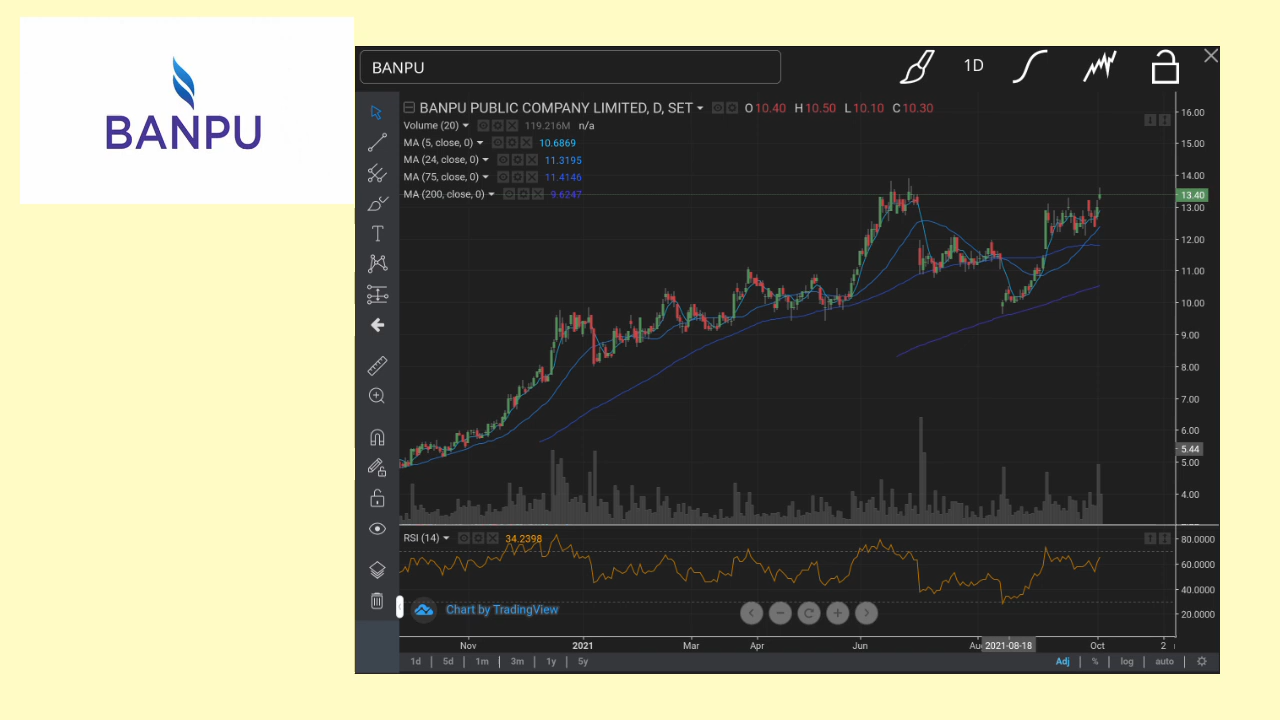 BANPU
BANPU
1D
BANPU PUBLIC COMPANY LIMITED, D, SET O10.40 H10.50 L10.10 C10.30
Volume (20) 119.216M n/a
MA (5, close, 0) 10.6869
MA (24, close, 0) 11.3195
MA (75, close, 0) 11.4146
MA (200, close, 0) 9.6247
16.00
15.00
14.00
13.40
13.00
12.00
11.00
10.00
9.00
8.00
7.00
6.00
5.44
5.00
4.00
RSI (14) 34.2398
80.0000
60.0000
40.0000
20.0000
Chart by TradingView
Nov 2021 Mar Apr Jun 2021-08-18 Oct 2
1d 5d 1m 3m 1y 5y Adj % log auto